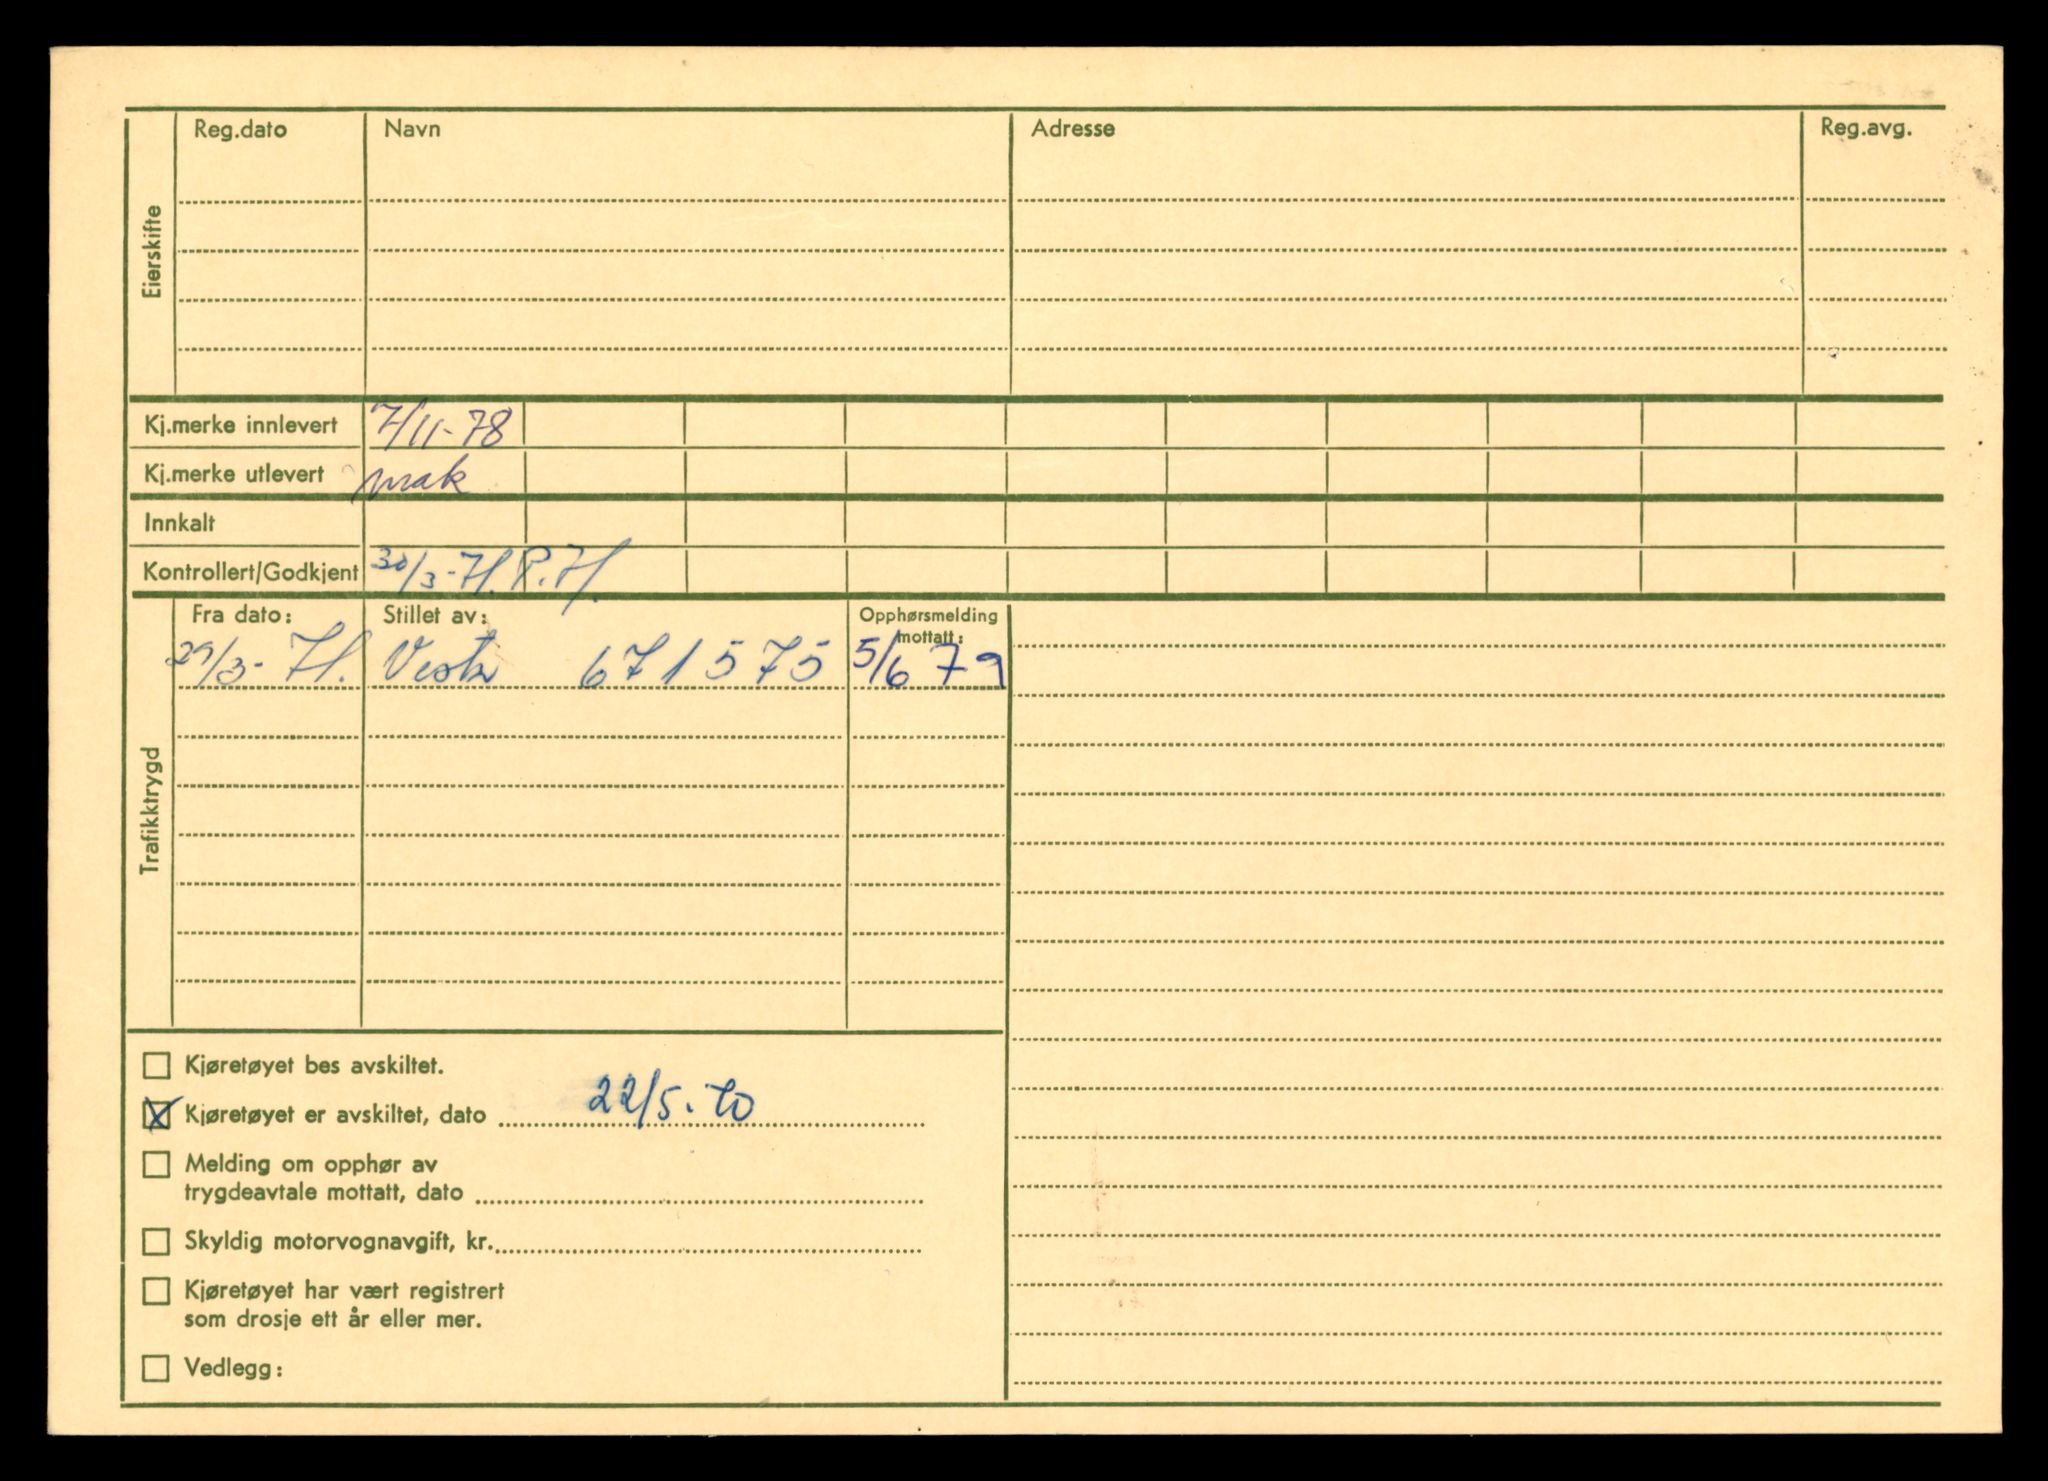 Reg.dato Navn Adresse Reg.avg.
Eierskifte
Kj.merke innlevert 7/11-78
Kj.merke utlevert mak
Innkalt
Kontrollert/Godkjent 30/3-71. P.H.
Trafikktrygd
Fra dato: Stillet av: Opphørsmelding
mottatt:
29/3-71. Vesta 671575 5/6 79
Kjøretøyet bes avskiltet.
X Kjøretøyet er avskiltet, dato 22/5.
Melding om opphør av
trygdeavtale mottatt, dato
Skyldig motorvognavgift, kr.
Kjøretøyet har vært registrert
som drosje ett år eller mer.
Vedlegg: